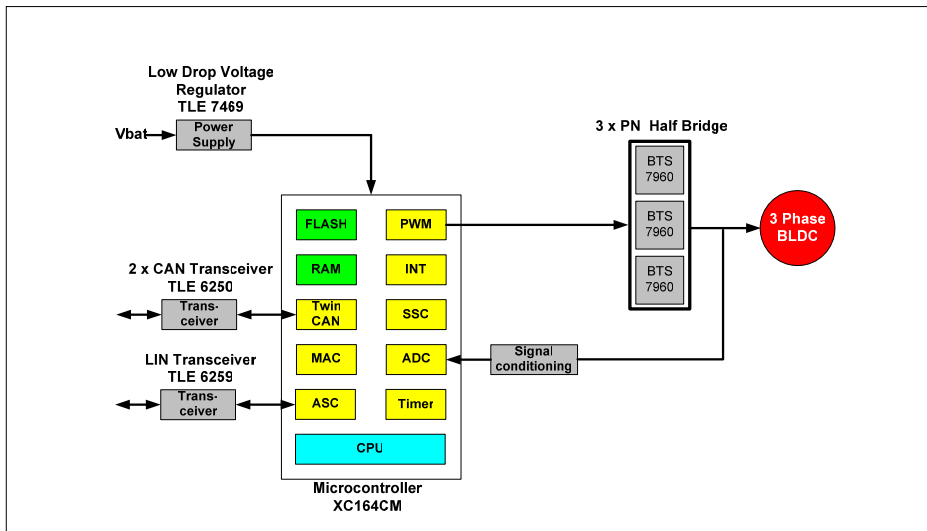 Low Drop Voltage
Regulator
TLE 7469
Vbat
Power
Supply
3 x PN Half Bridge
BTS
7960
BTS
7960
BTS
7960
3 Phase
BLDC
FLASH
PWM
RAM
INT
2 x CAN Transceiver
TLE 6250
Trans-
ceiver
Twin
CAN
SSC
MAC
ADC
Signal
conditioning
LIN Transceiver
TLE 6259
Trans-
ceiver
ASC
Timer
CPU
Microcontroller
XC164CM